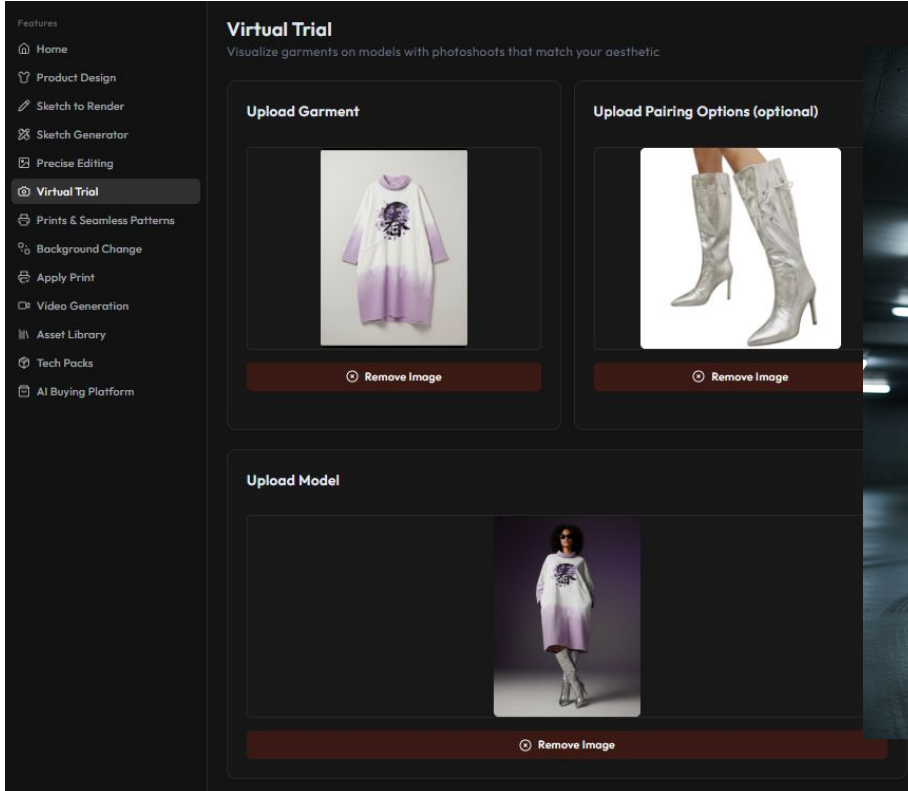 Features
Home
Product Design
Sketch to Render
Sketch Generator
Precise Editing
Virtual Trial
Prints & Seamless Patterns
Background Change
Apply Print
Video Generation
Asset Library
Tech Packs
AI Buying Platform
Virtual Trial
Visualize garments on models with photoshoots that match your aesthetic
Upload Garment
Remove Image
Upload Pairing Options (optional)
Remove Image
Upload Model
Remove Image